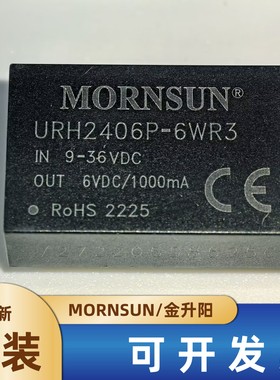 MORNSUN®
URH2406P-6WR3
IN 9-36VDC
OUT 6VDC/1000mA
CE
RoHS 2225
新
MORNSUN/金升阳
装
可开发